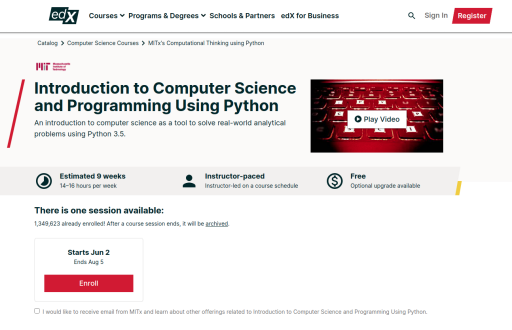 edX
Courses Programs & Degrees Schools & Partners edX for Business Sign In Register
Catalog Computer Science Courses MITx's Computational Thinking using Python
MIT Massachusetts Institute of Technology
Introduction to Computer Science
and Programming Using Python
An introduction to computer science as a tool to solve real-world analytical
problems using Python 3.5.
Play Video
Estimated 9 weeks
14–16 hours per week
Instructor-paced
Instructor-led on a course schedule
Free
Optional upgrade available
There is one session available:
1,349,623 already enrolled! After a course session ends, it will be archived.
Starts Jun 2
Ends Aug 5
Enroll
I would like to receive email from MITx and learn about other offerings related to Introduction to Computer Science and Programming Using Python.